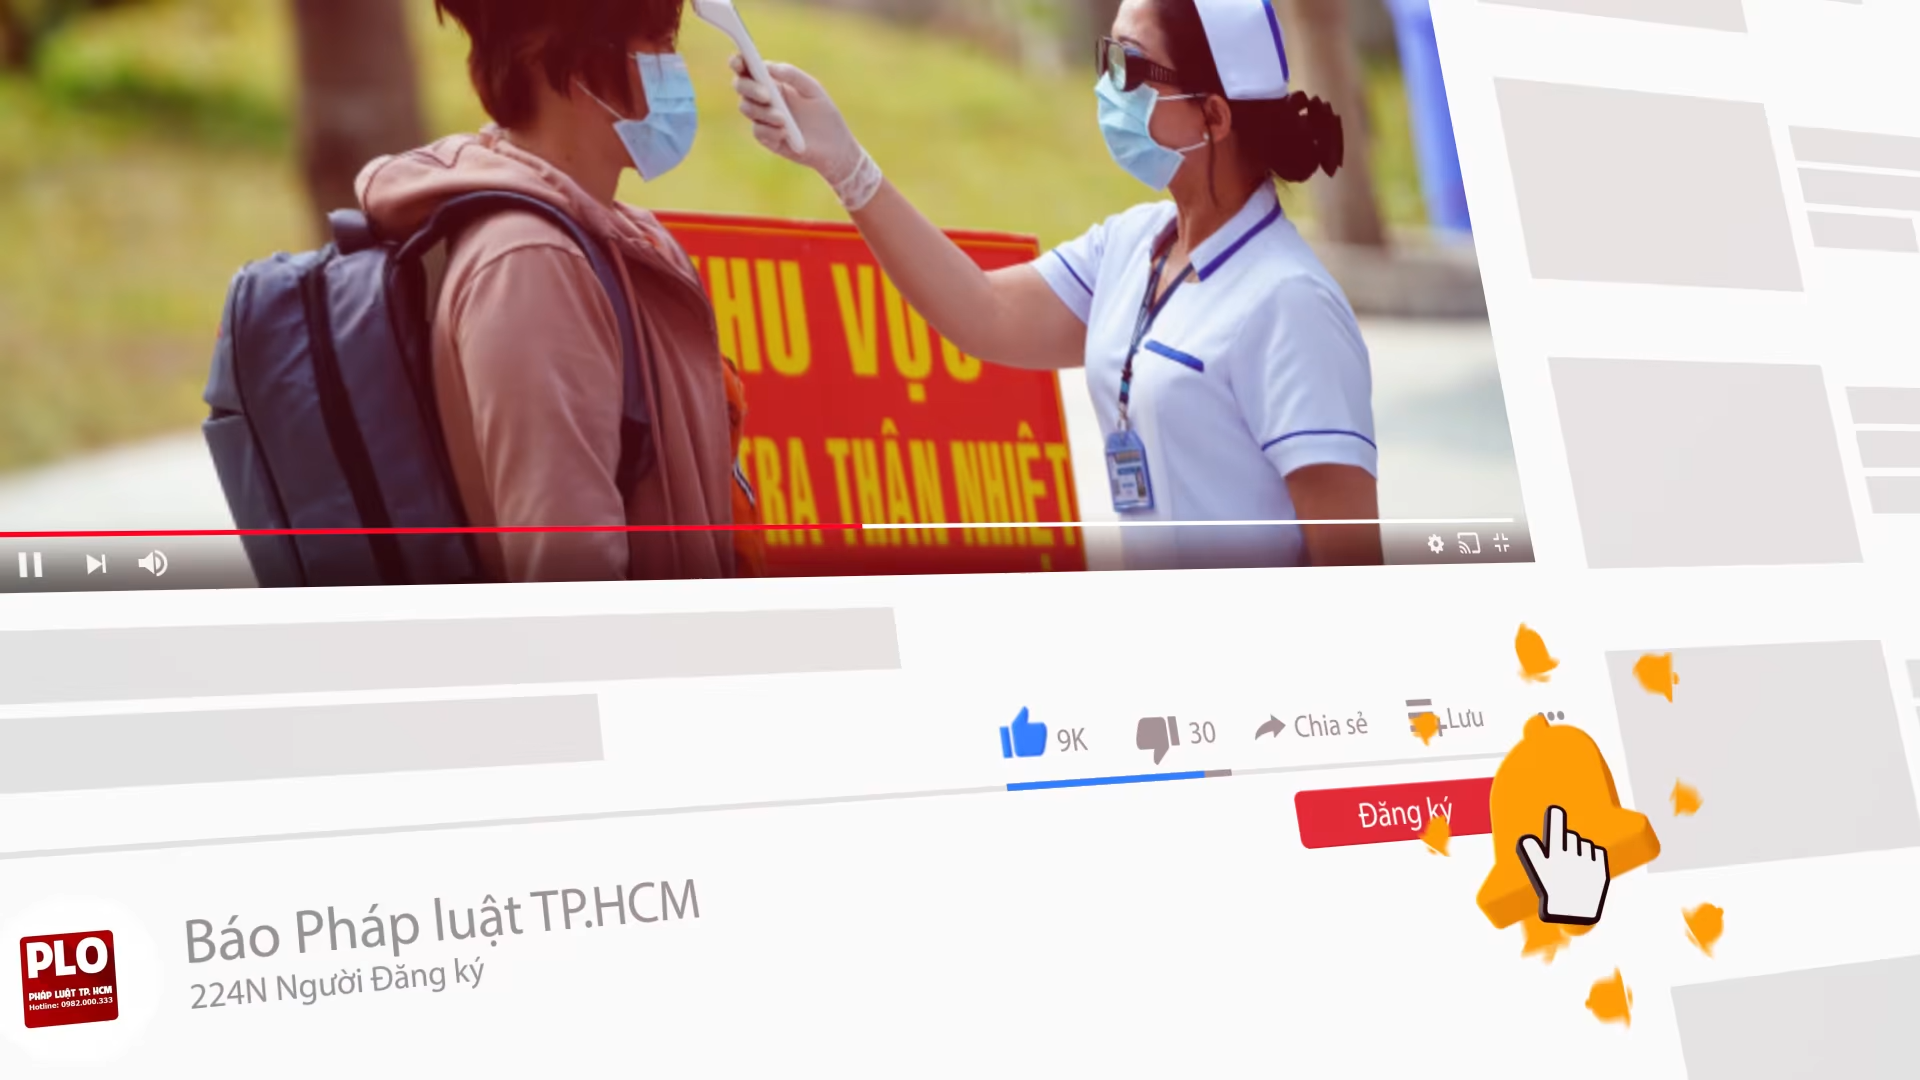 HU VỰC
TRA THÂN NHIỆT
9K
30
Chia sẻ
Lưu
Đăng ký
Báo Pháp luật TP.HCM
224N Người Đăng ký
PLO
PHÁP LUẬT TP. HCM
Hotline: 0982.000.333